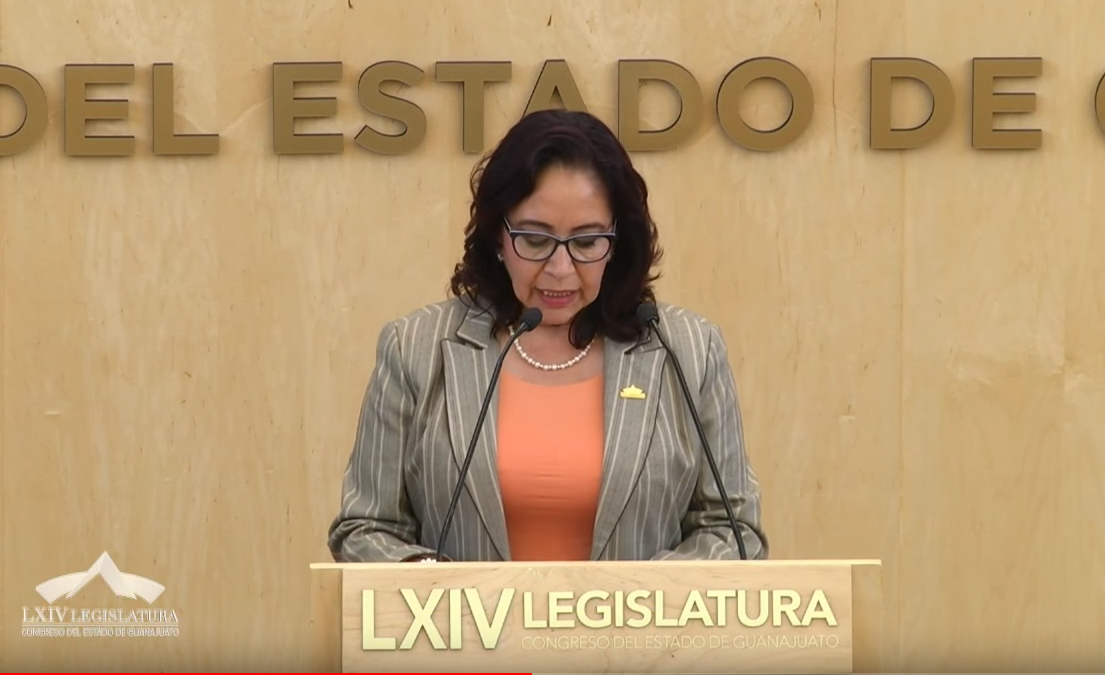 DEL ESTADO DE
LXIV LEGISLATURA
CONGRESO DEL ESTADO DE GUANAJUATO
LXIV LEGISLATURA
CONGRESO DEL ESTADO DE GUANAJUATO